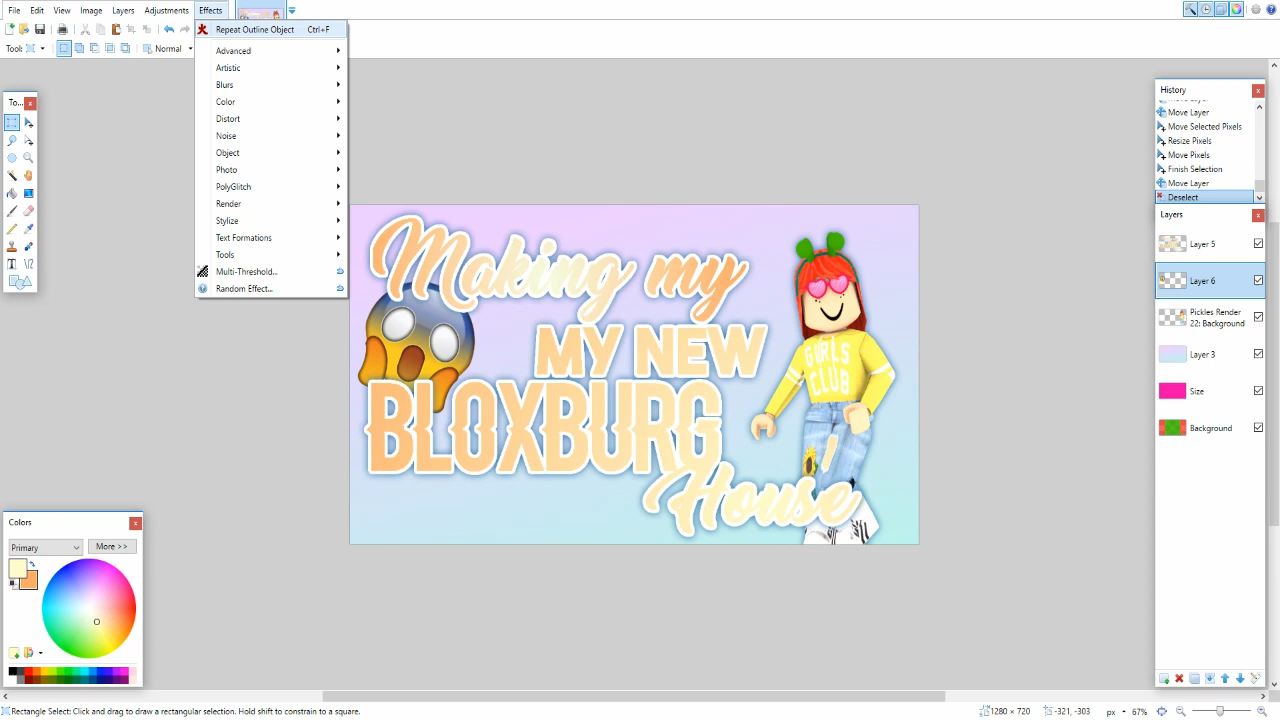 File Edit View Image Layers Adjustments Effects
Tool: Normal
Repeat Outline Object Ctrl+F
Advanced
Artistic
Blurs
Color
Distort
Noise
Object
Photo
PolyGlitch
Render
Stylize
Text Formations
Tools
Multi-Threshold...
Random Effect...
To...
Making my
MY NEW
BLOXBURG
House
GURLS
CLUB
History
Move Layer
Move Layer
Move Selected Pixels
Resize Pixels
Move Pixels
Finish Selection
Move Layer
Deselect
Layers
Layer 5
Layer 6
Pickles Render
22: Background
Layer 3
Size
Background
Colors
Primary More >>
Rectangle Select: Click and drag to draw a rectangular selection. Hold shift to constrain to a square. 1280 × 720 -321, -303 px 67%